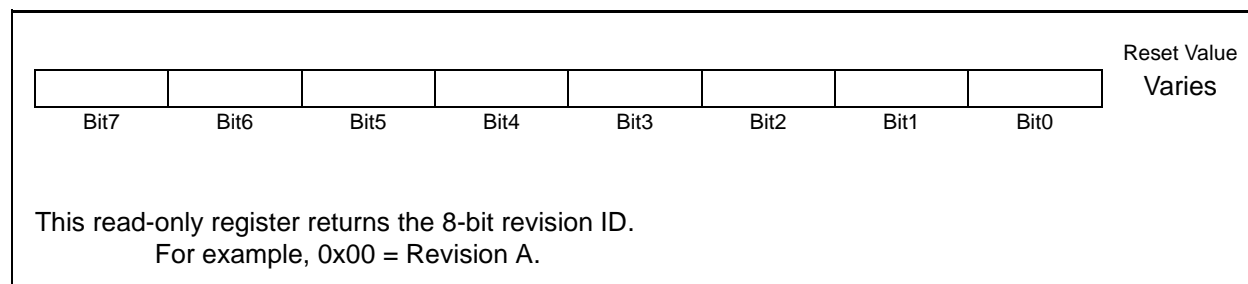 Reset Value
Varies
Bit7 Bit6 Bit5 Bit4 Bit3 Bit2 Bit1 Bit0
This read-only register returns the 8-bit revision ID.
For example, 0x00 = Revision A.